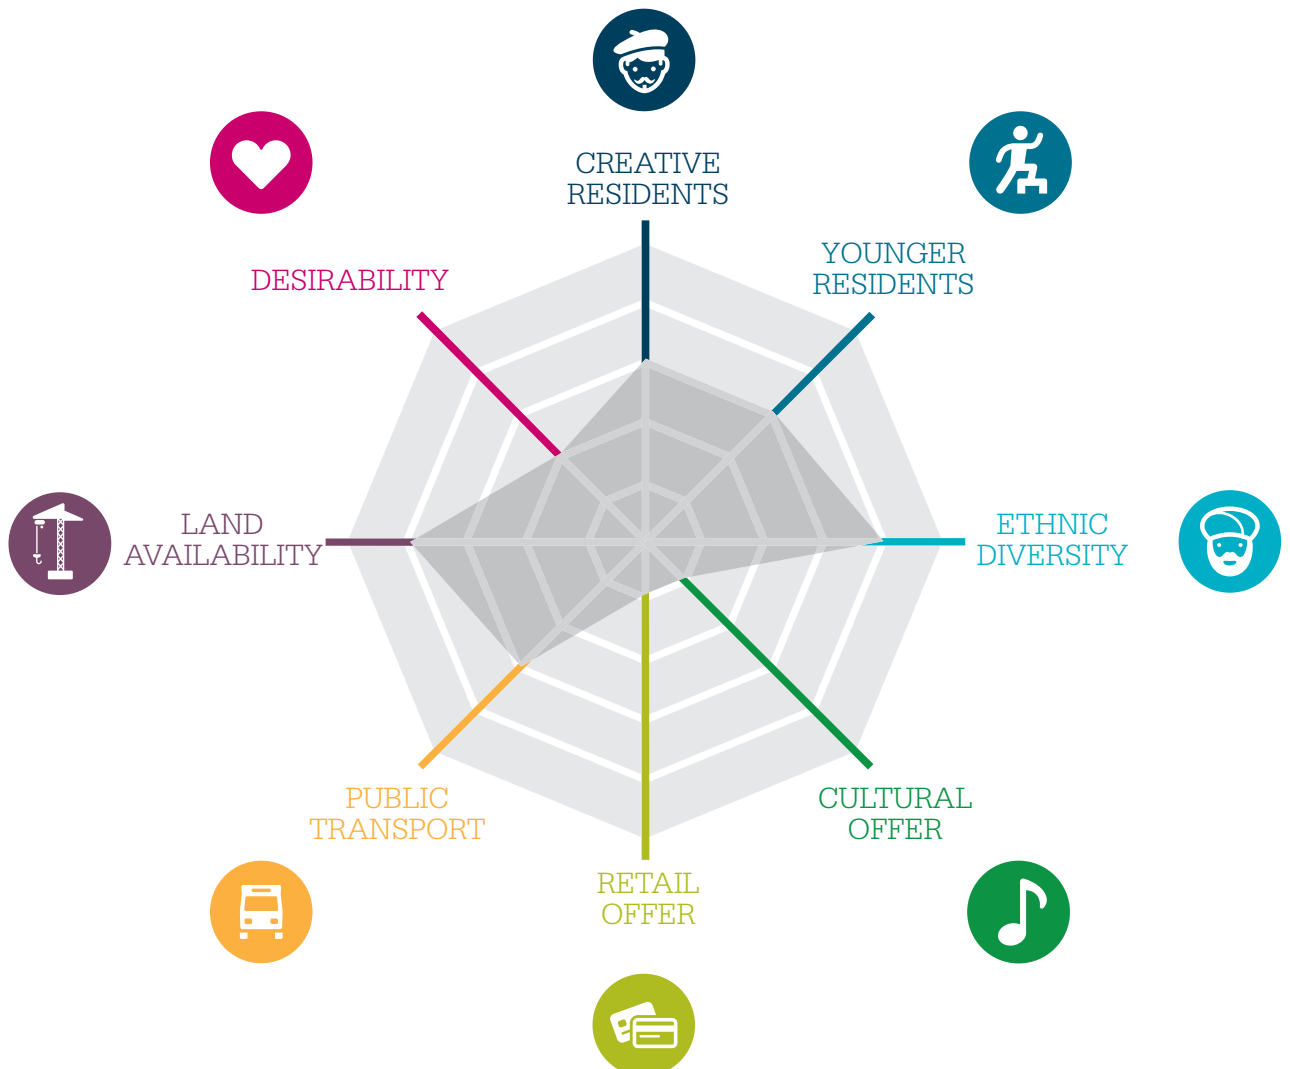 CREATIVE
RESIDENTS
YOUNGER
RESIDENTS
DESIRABILITY
LAND
AVAILABILITY
ETHNIC
DIVERSITY
PUBLIC
TRANSPORT
CULTURAL
OFFER
RETAIL
OFFER